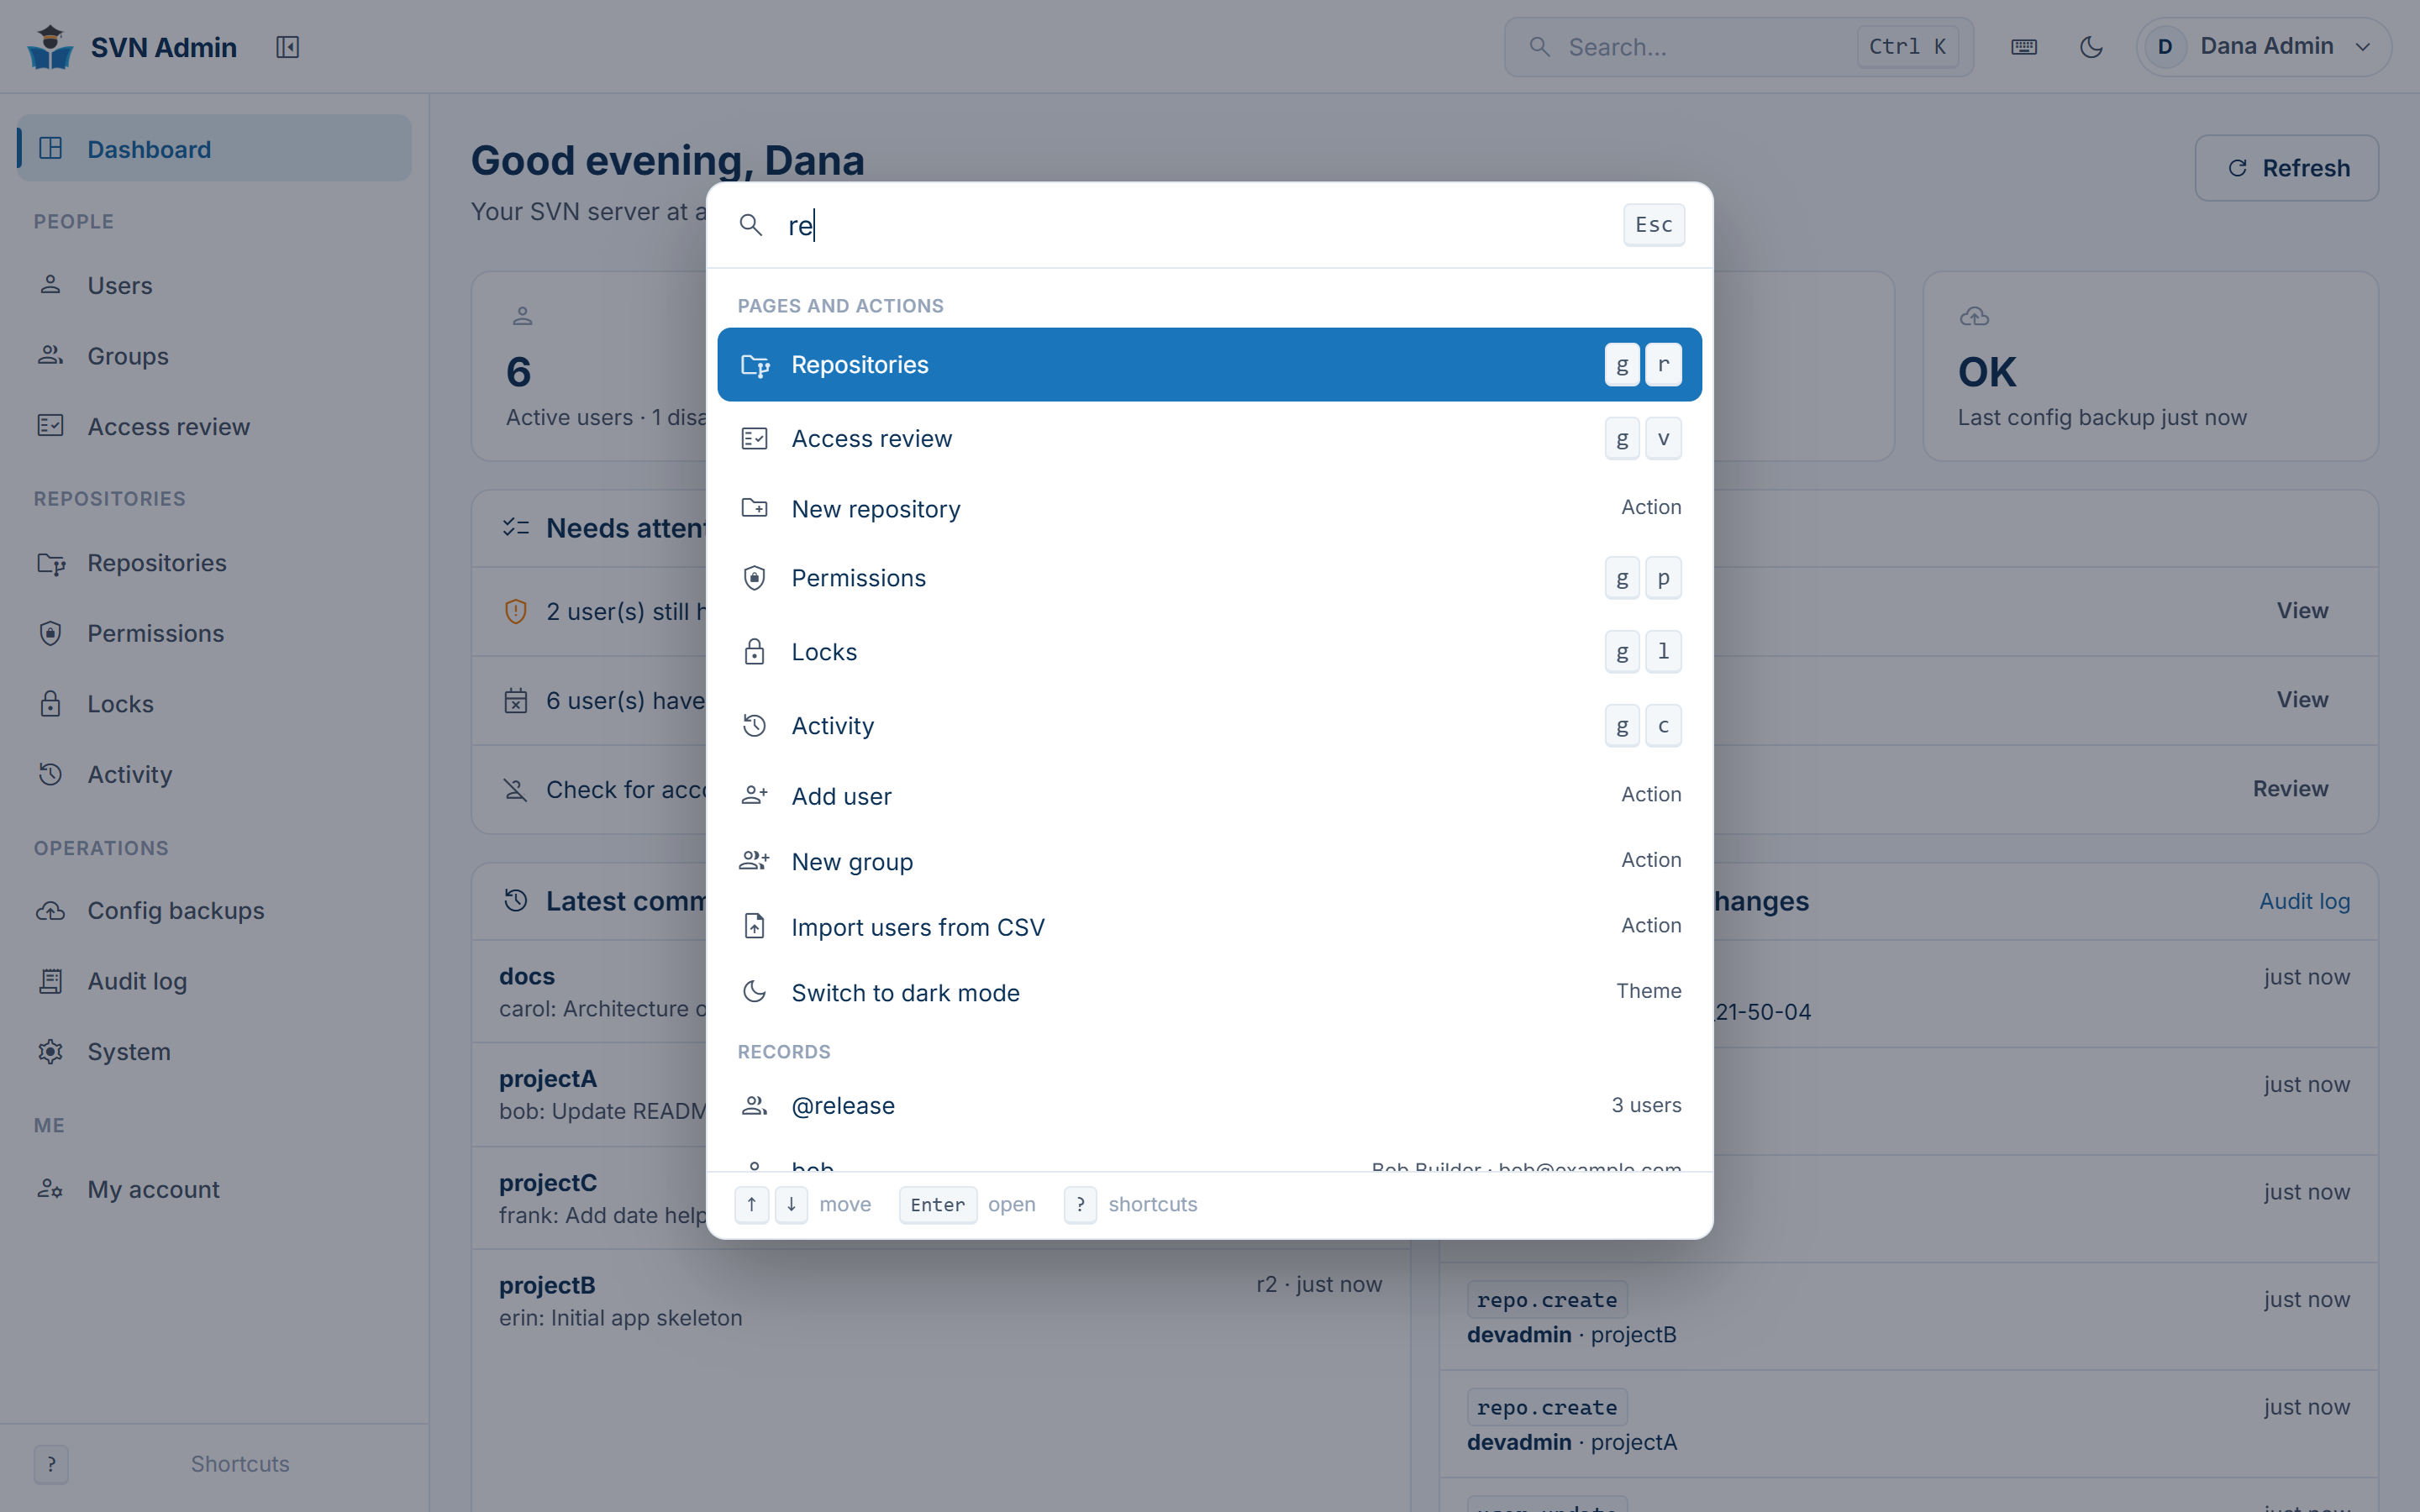 SVN Admin
Search...
Ctrl K
D
Dana Admin
Dashboard
PEOPLE
Users
Groups
Access review
REPOSITORIES
Repositories
Permissions
Locks
Activity
OPERATIONS
Config backups
Audit log
System
ME
My account
? Shortcuts
Good evening, Dana
Your SVN server at a
Refresh
6
Active users · 1 disa
OK
Last config backup just now
Needs atten
2 user(s) still h
View
6 user(s) have
View
Check for acco
Review
Latest comm
docs
carol: Architecture o
projectA
bob: Update READM
projectC
frank: Add date help
projectB
r2 · just now
erin: Initial app skeleton
hanges
Audit log
just now
21-50-04
just now
just now
repo.create
just now
devadmin · projectB
repo.create
just now
devadmin · projectA
re
Esc
PAGES AND ACTIONS
Repositories g r
Access review g v
New repository Action
Permissions g p
Locks g l
Activity g c
Add user Action
New group Action
Import users from CSV Action
Switch to dark mode Theme
RECORDS
@release 3 users
bob Bob Builder · bob@example.com
↑ ↓ move Enter open ? shortcuts